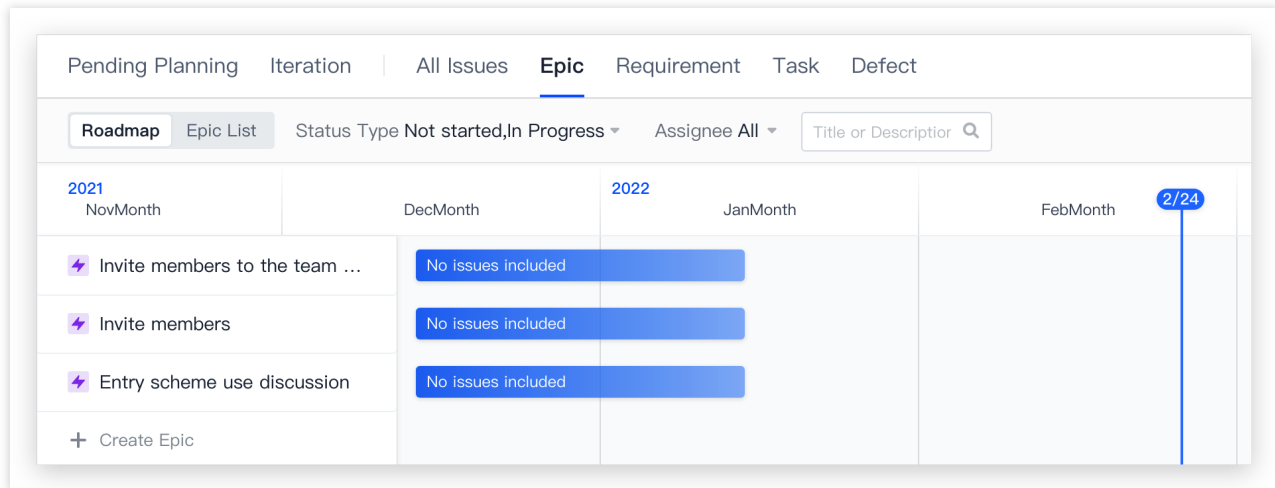 Pending Planning Iteration All Issues Epic Requirement Task Defect
Roadmap Epic List Status Type Not started,In Progress Assignee All Title or Description
2021 2022
NovMonth DecMonth JanMonth FebMonth 2/24
Invite members to the team ... No issues included
Invite members No issues included
Entry scheme use discussion No issues included
Create Epic